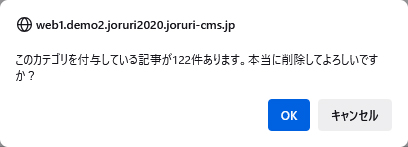 web1.demo2.joruri2020.joruri-cms.jp
このカテゴリを付与している記事が122件あります。本当に削除してよろしいです
か？
OK
キャンセル